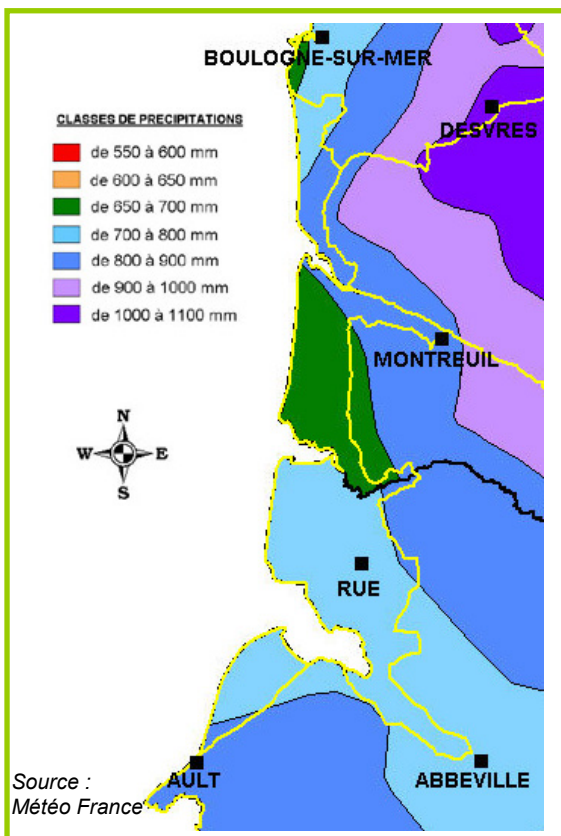 BOULOGNE-SUR-MER
CLASSES DE PRECIPITATIONS
DESVRES
de 550 à 600 mm
de 600 à 650 mm
de 650 à 700 mm
de 700 à 800 mm
de 800 à 900 mm
de 900 à 1000 mm
de 1000 à 1100 mm
MONTREUIL
N
W E
S
RUE
AULT
ABBEVILLE
Source :
Météo France